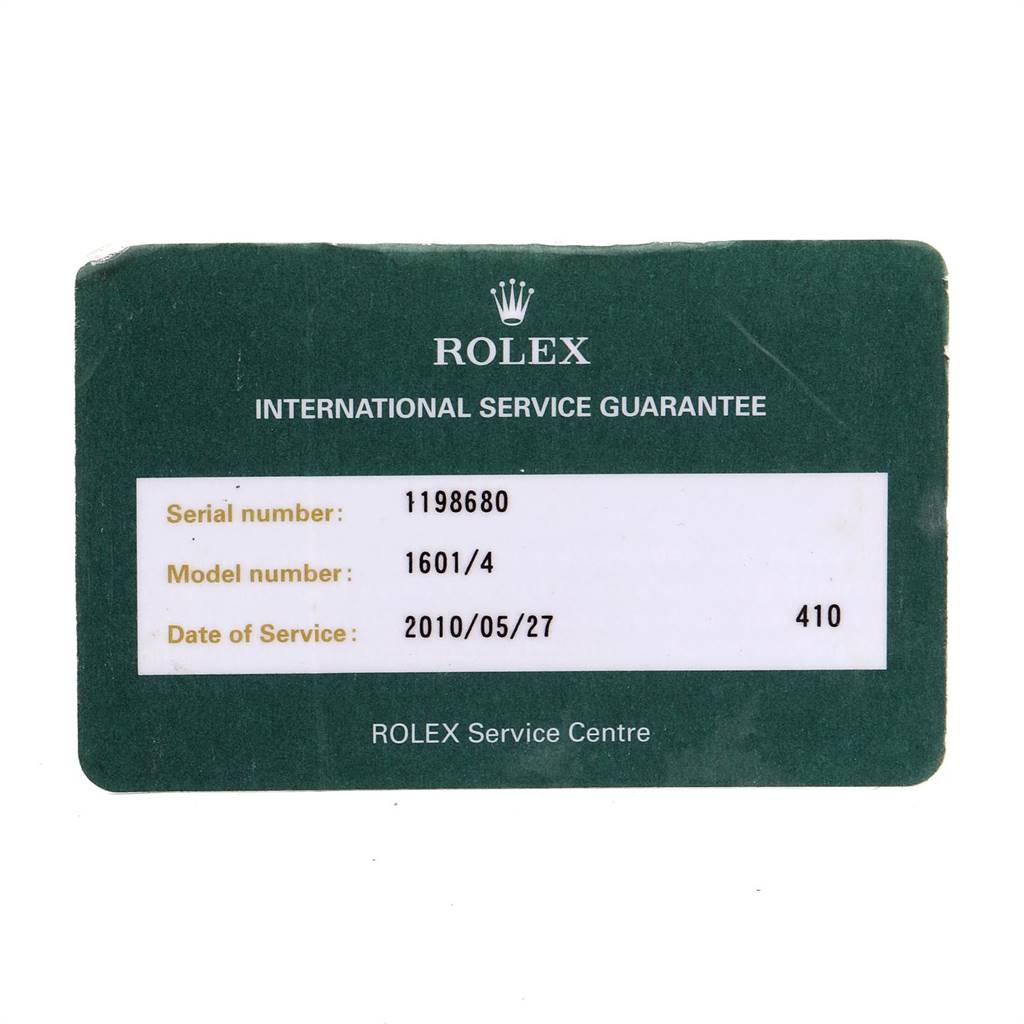 ROLEX
INTERNATIONAL SERVICE GUARANTEE
Serial number: 1198680
Model number: 1601/4
Date of Service: 2010/05/27 410
ROLEX Service Centre